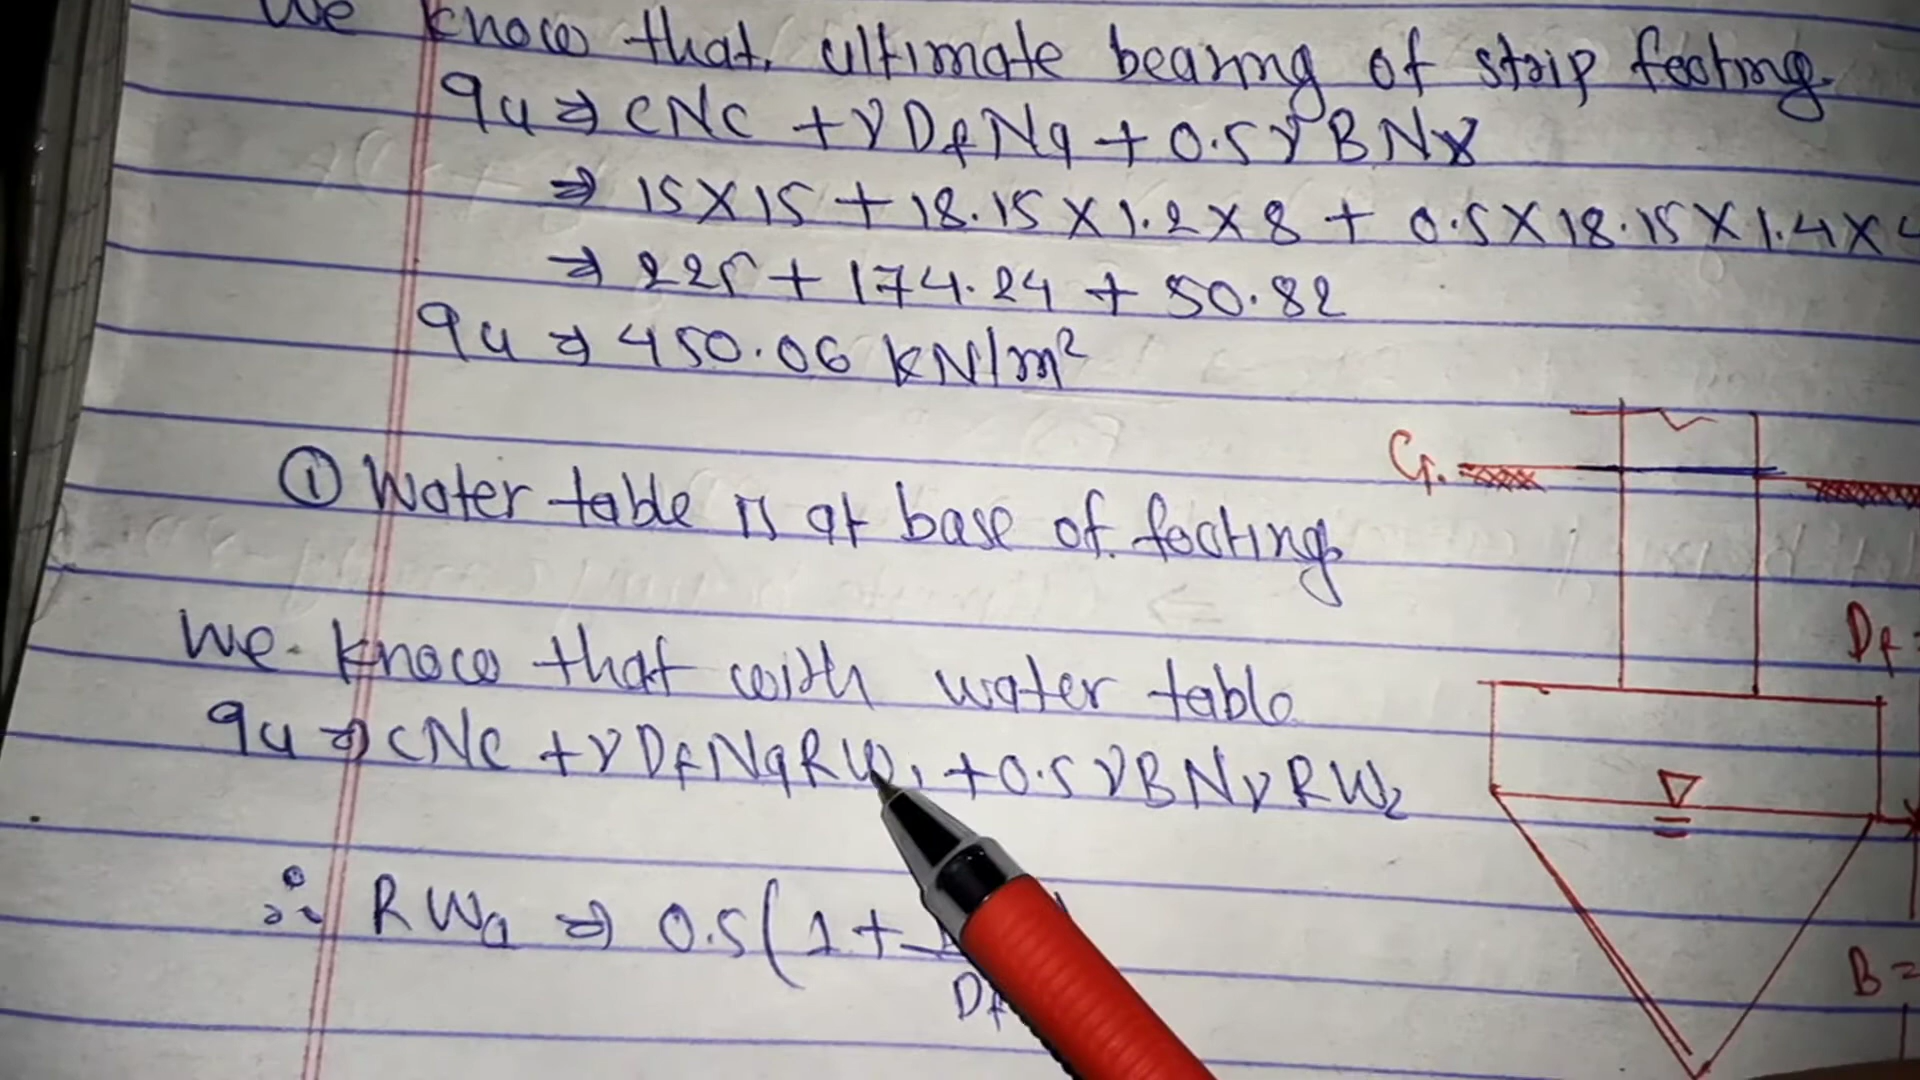 We know that, ultimate bearing of strip footing.
qu ⇒ CNC + γDfNq + 0.5γBNγ
⇒ 15×15 + 18.15×1.2×8 + 0.5×18.15×1.4×4
⇒ 225 + 174.24 + 50.82
qu ⇒ 450.06 KN/m²
① Water table is at base of footing.
G.
We know that with water table
Df =
qu ⇒ CNC + γDfNqRW₁ + 0.5γBNγRW₂
∴ RWa ⇒ 0.5(1+
Df
B =